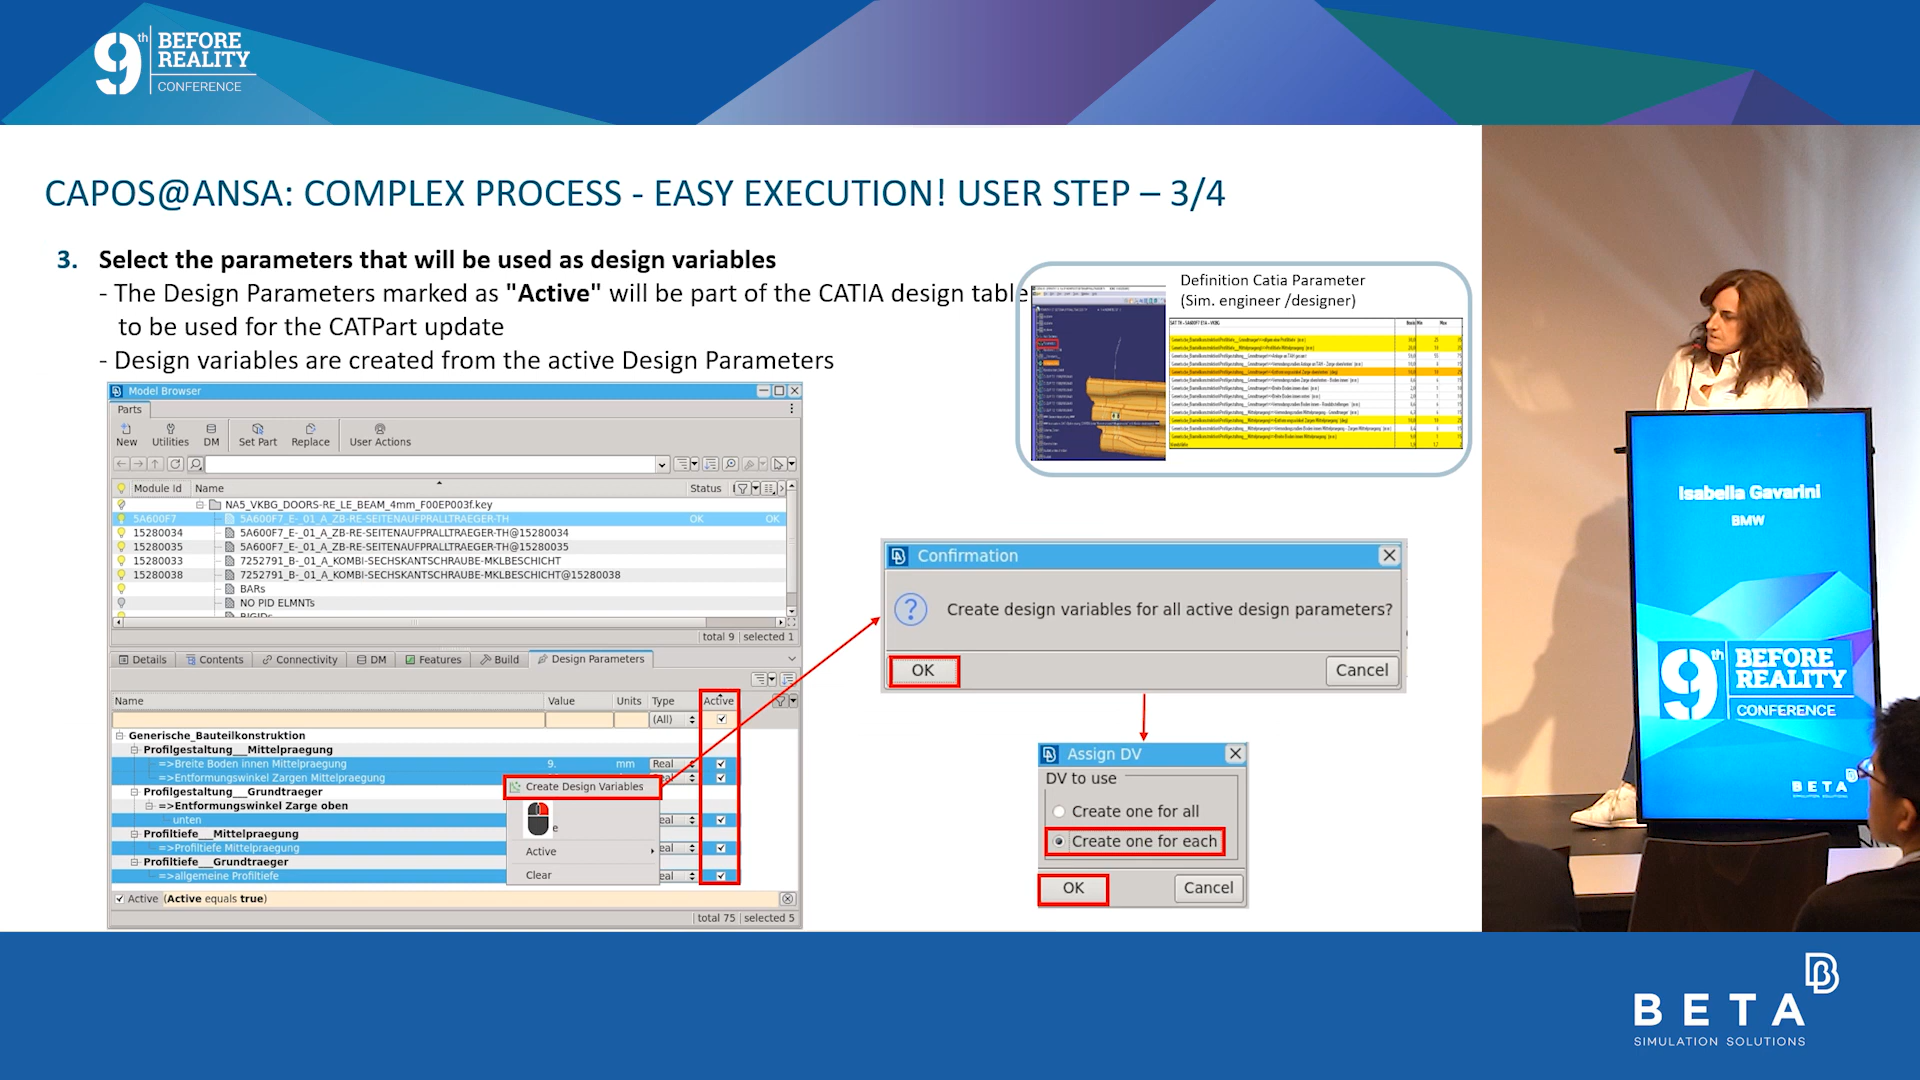 9th BEFORE
REALITY
CONFERENCE
CAPOS@ANSA: COMPLEX PROCESS - EASY EXECUTION! USER STEP – 3/4
3. Select the parameters that will be used as design variables
- The Design Parameters marked as "Active" will be part of the CATIA design table
to be used for the CATPart update
- Design variables are created from the active Design Parameters
Definition Catia Parameter
(Sim. engineer /designer)
Model Browser
Parts
New Utilities DM Set Part Replace User Actions
Module Id Name Status
NA5_VKBG_DOORS-RE_LE_BEAM_4mm_F00EP003f.key
5A600F7 5A600F7_E-_01_A_ZB-RE-SEITENAUFPRALLTRAEGER-TH OK OK
15280034 5A600F7_E-_01_A_ZB-RE-SEITENAUFPRALLTRAEGER-TH@15280034
15280035 5A600F7_E-_01_A_ZB-RE-SEITENAUFPRALLTRAEGER-TH@15280035
15280033 7252791_B-_01_A_KOMBI-SECHSKANTSCHRAUBE-MKLBESCHICHT
15280038 7252791_B-_01_A_KOMBI-SECHSKANTSCHRAUBE-MKLBESCHICHT@15280038
BARs
NO PID ELMNTs
total 9 selected 1
Details Contents Connectivity DM Features Build Design Parameters
Name Value Units Type Active
(All)
Generische_Bauteilkonstruktion
Profilgestaltung__Mittelpraegung
=>Breite Boden innen Mittelpraegung 9. mm Real
=>Entformungswinkel Zargen Mittelpraegung
Profilgestaltung__Grundtraeger
=>Entformungswinkel Zarge oben
unten
Profiltiefe__Mittelpraegung
=>Profiltiefe Mittelpraegung
Profiltiefe__Grundtraeger
=>allgemeine Profiltiefe
Create Design Variables
Active
Clear
Active (Active equals true)
total 75 selected 5
Confirmation
Create design variables for all active design parameters?
OK Cancel
Assign DV
DV to use
Create one for all
Create one for each
OK Cancel
Isabella Gavarini
BMW
9th BEFORE
REALITY
CONFERENCE
BETA
BETA
SIMULATION SOLUTIONS